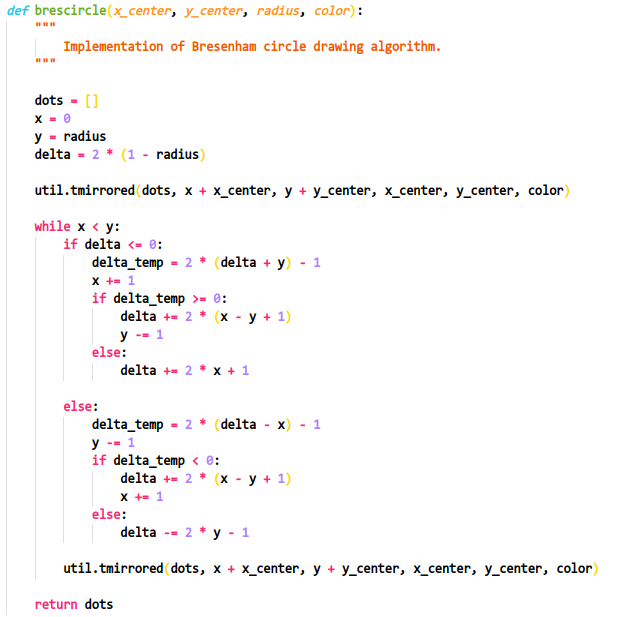 def brescircle(x_center, y_center, radius, color):
    """
        Implementation of Bresenham circle drawing algorithm.
    """

    dots = []
    x = 0
    y = radius
    delta = 2 * (1 - radius)

    util.tmirrored(dots, x + x_center, y + y_center, x_center, y_center, color)

    while x < y:
        if delta <= 0:
            delta_temp = 2 * (delta + y) - 1
            x += 1
            if delta_temp >= 0:
                delta += 2 * (x - y + 1)
                y -= 1
            else:
                delta += 2 * x + 1

        else:
            delta_temp = 2 * (delta - x) - 1
            y -= 1
            if delta_temp < 0:
                delta += 2 * (x - y + 1)
                x += 1
            else:
                delta -= 2 * y - 1

        util.tmirrored(dots, x + x_center, y + y_center, x_center, y_center, color)

    return dots